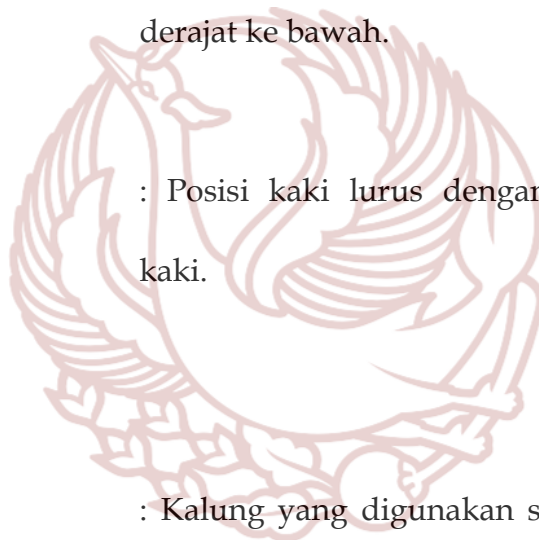 derajat ke bawah.
: Posisi kaki lurus dengan
kaki.
: Kalung yang digunakan s